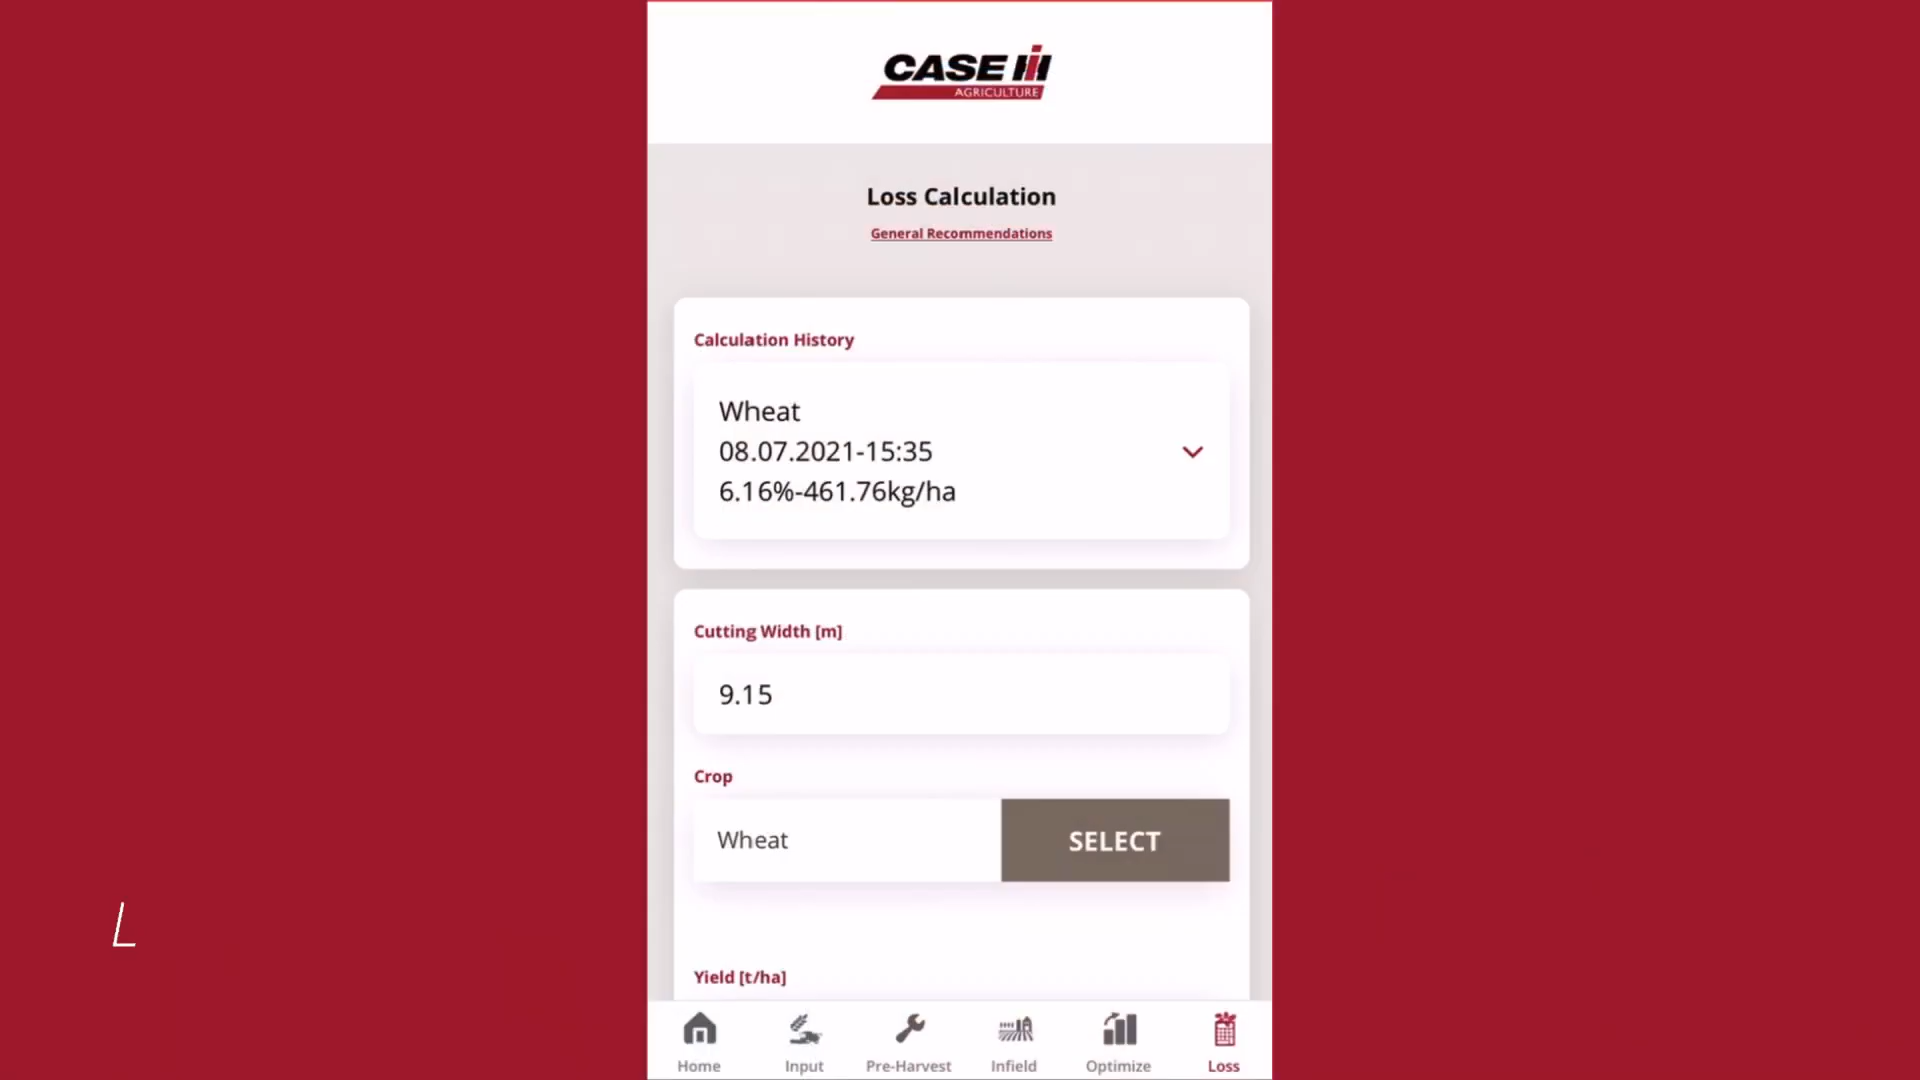 CASE IH
AGRICULTURE
Loss Calculation
General Recommendations
Calculation History
Wheat
08.07.2021-15:35
6.16%-461.76kg/ha
Cutting Width [m]
9.15
Crop
Wheat
SELECT
L
Yield [t/ha]
Home
Input
Pre-Harvest
Infield
Optimize
Loss